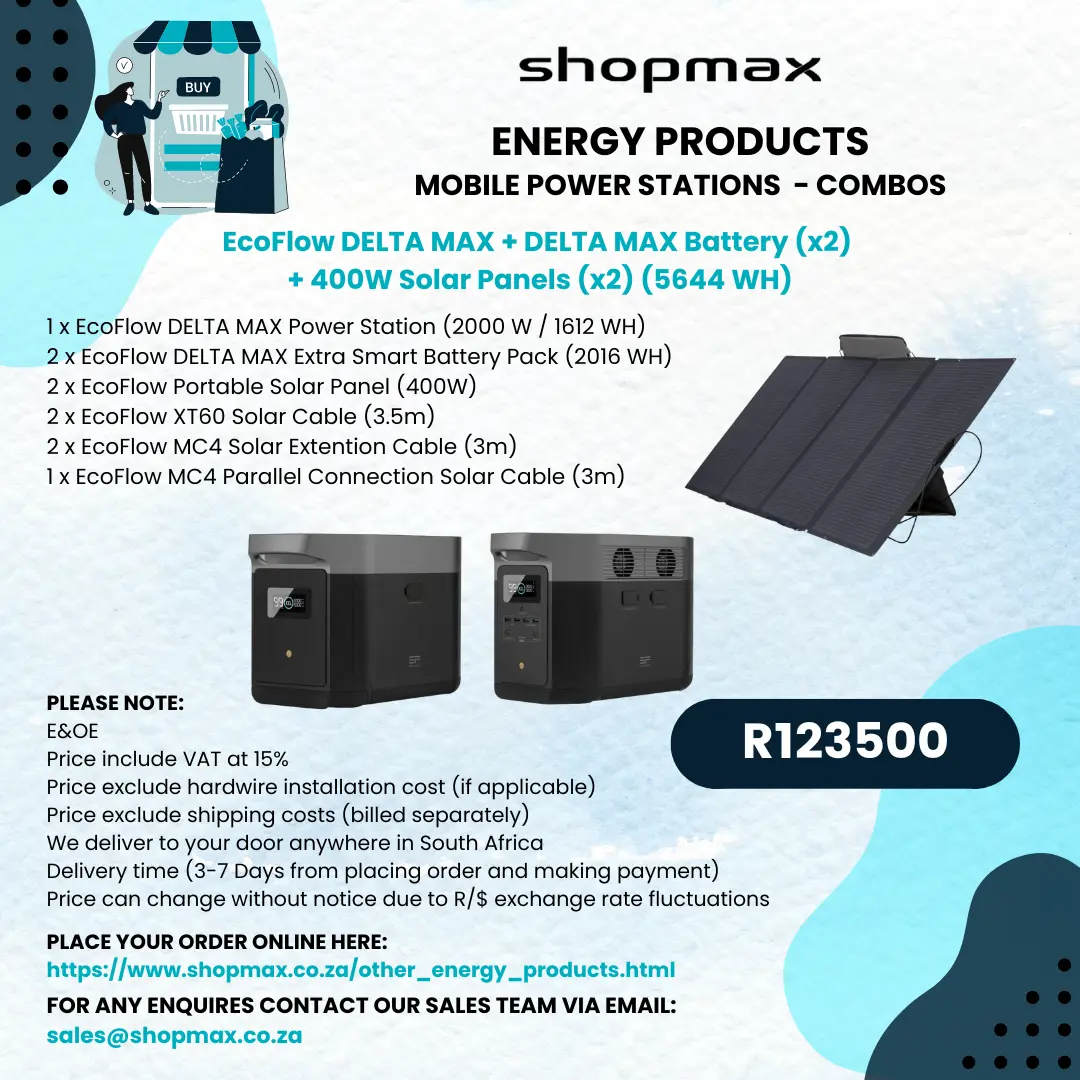 BUY
shopmax
ENERGY PRODUCTS
MOBILE POWER STATIONS - COMBOS
EcoFlow DELTA MAX + DELTA MAX Battery (x2)
+ 400W Solar Panels (x2) (5644 WH)
1 x EcoFlow DELTA MAX Power Station (2000 W / 1612 WH)
2 x EcoFlow DELTA MAX Extra Smart Battery Pack (2016 WH)
2 x EcoFlow Portable Solar Panel (400W)
2 x EcoFlow XT60 Solar Cable (3.5m)
2 x EcoFlow MC4 Solar Extention Cable (3m)
1 x EcoFlow MC4 Parallel Connection Solar Cable (3m)
PLEASE NOTE:
E&OE
Price include VAT at 15%
Price exclude hardwire installation cost (if applicable)
Price exclude shipping costs (billed separately)
We deliver to your door anywhere in South Africa
Delivery time (3-7 Days from placing order and making payment)
Price can change without notice due to R/$ exchange rate fluctuations
R123500
PLACE YOUR ORDER ONLINE HERE:
https://www.shopmax.co.za/other_energy_products.html
FOR ANY ENQUIRES CONTACT OUR SALES TEAM VIA EMAIL:
sales@shopmax.co.za